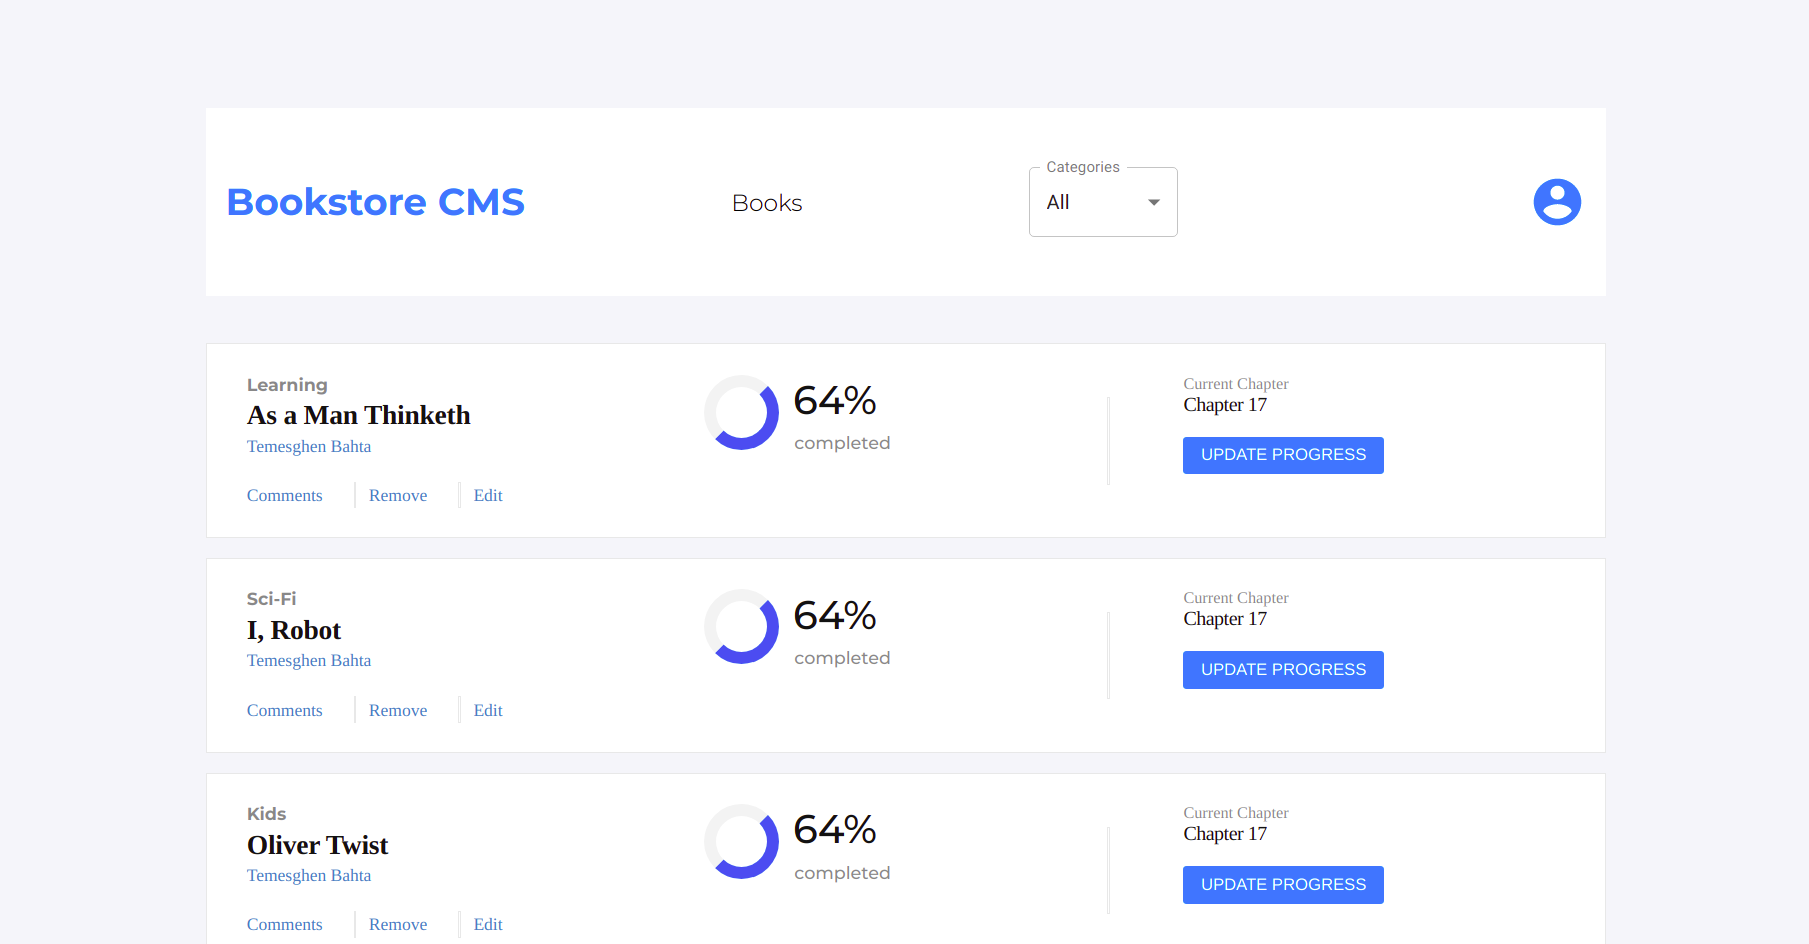 Bookstore CMS
Books
Categories
All
Learning
As a Man Thinketh
Temesghen Bahta
Comments
Remove
Edit
64%
completed
Current Chapter
Chapter 17
UPDATE PROGRESS
Sci-Fi
I, Robot
Temesghen Bahta
Comments
Remove
Edit
64%
completed
Current Chapter
Chapter 17
UPDATE PROGRESS
Kids
Oliver Twist
Temesghen Bahta
Comments
Remove
Edit
64%
completed
Current Chapter
Chapter 17
UPDATE PROGRESS